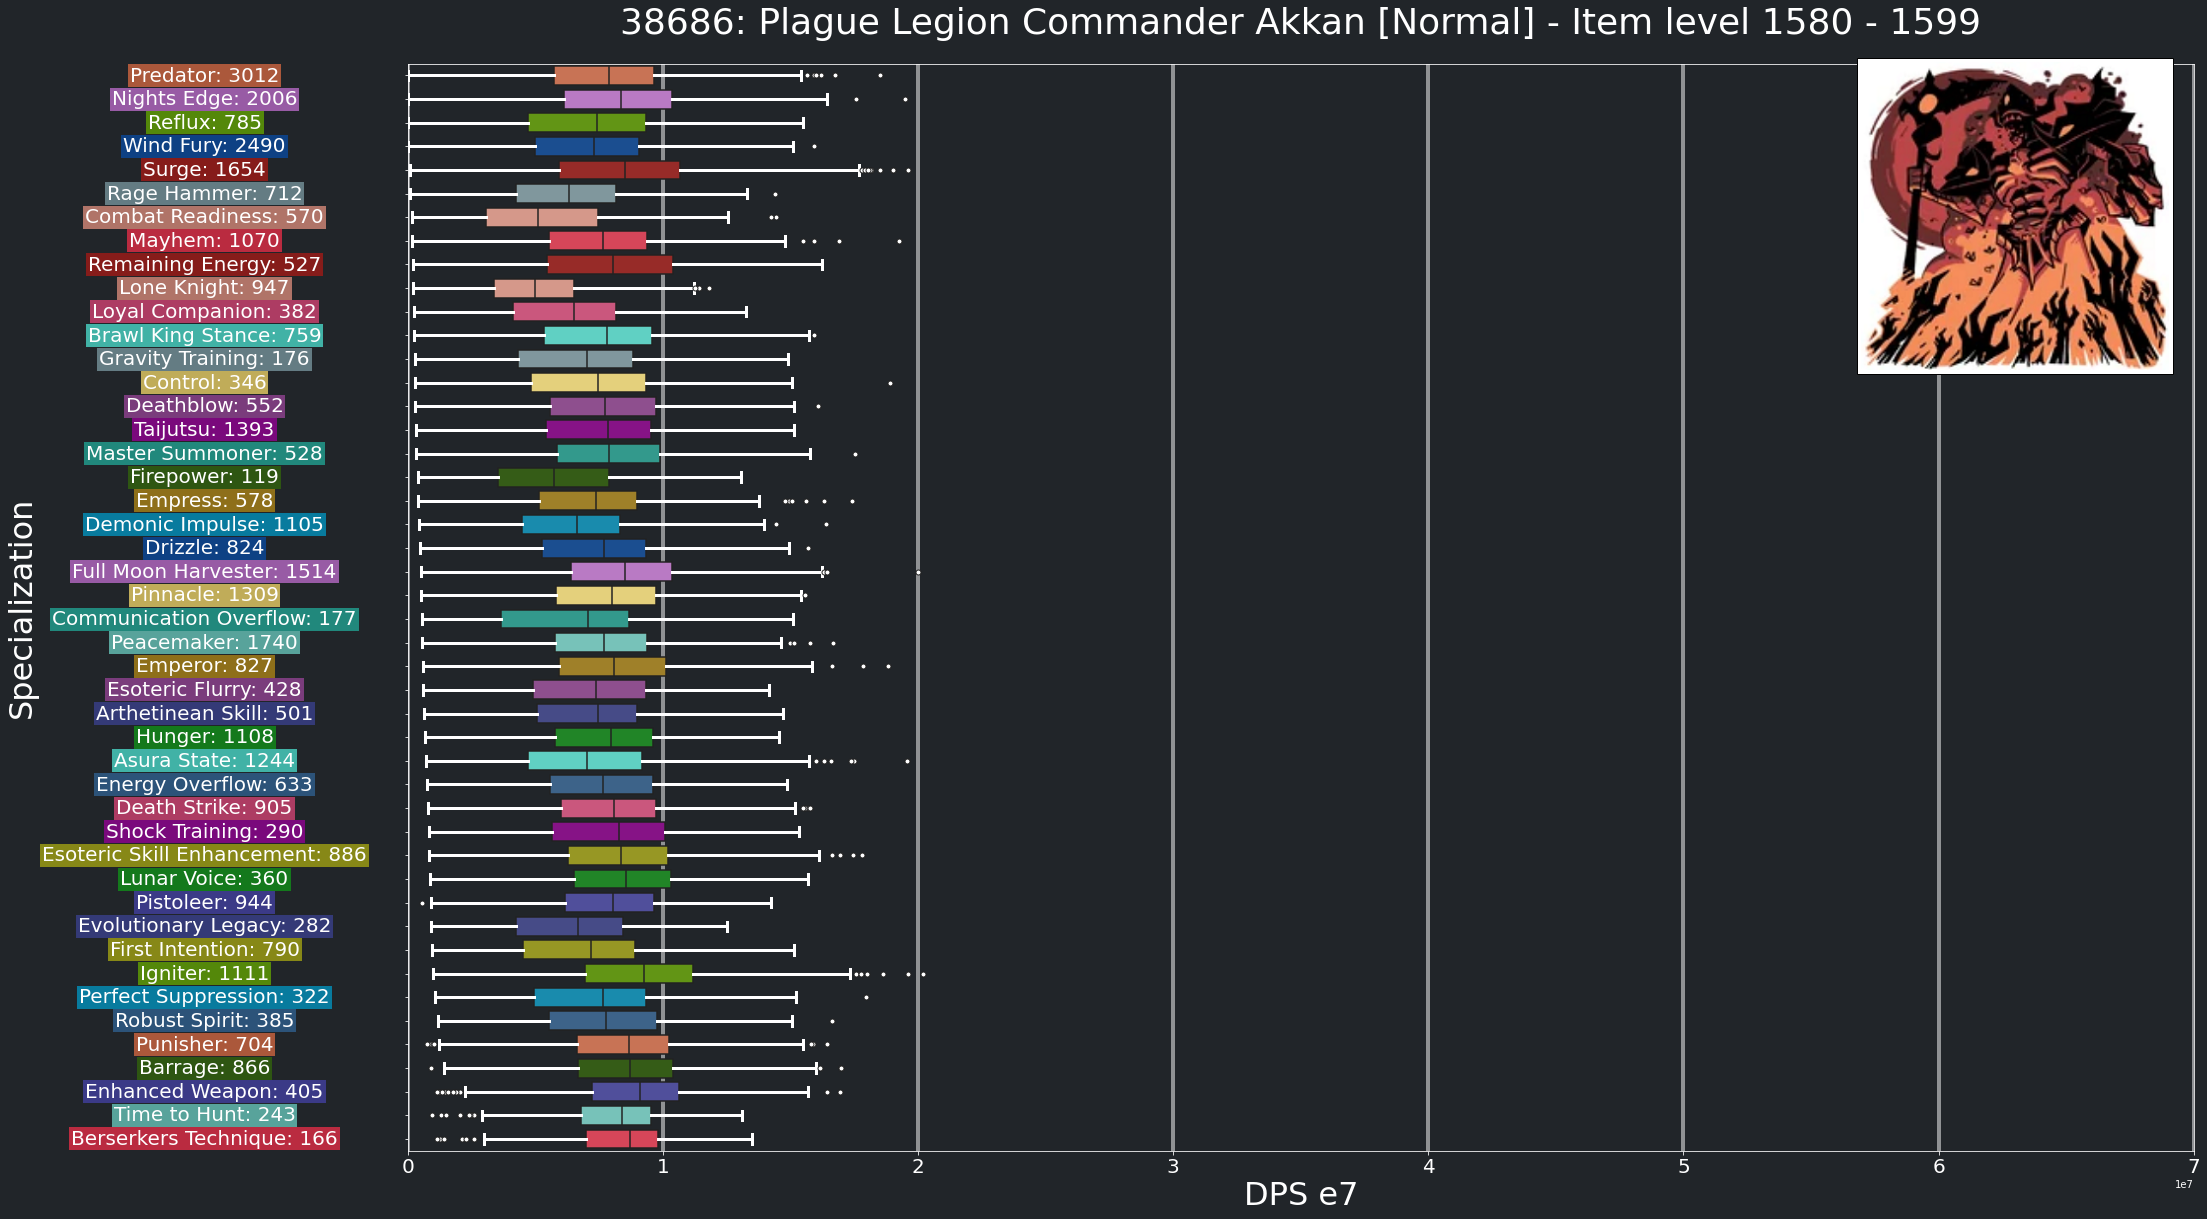 38686: Plague Legion Commander Akkan [Normal] - Item level 1580 - 1599
Specialization
Predator: 3012
Nights Edge: 2006
Reflux: 785
Wind Fury: 2490
Surge: 1654
Rage Hammer: 712
Combat Readiness: 570
Mayhem: 1070
Remaining Energy: 527
Lone Knight: 947
Loyal Companion: 382
Brawl King Stance: 759
Gravity Training: 176
Control: 346
Deathblow: 552
Taijutsu: 1393
Master Summoner: 528
Firepower: 119
Empress: 578
Demonic Impulse: 1105
Drizzle: 824
Full Moon Harvester: 1514
Pinnacle: 1309
Communication Overflow: 177
Peacemaker: 1740
Emperor: 827
Esoteric Flurry: 428
Arthetinean Skill: 501
Hunger: 1108
Asura State: 1244
Energy Overflow: 633
Death Strike: 905
Shock Training: 290
Esoteric Skill Enhancement: 886
Lunar Voice: 360
Pistoleer: 944
Evolutionary Legacy: 282
First Intention: 790
Igniter: 1111
Perfect Suppression: 322
Robust Spirit: 385
Punisher: 704
Barrage: 866
Enhanced Weapon: 405
Time to Hunt: 243
Berserkers Technique: 166
0 1 2 3 4 5 6 7
1e7
DPS e7